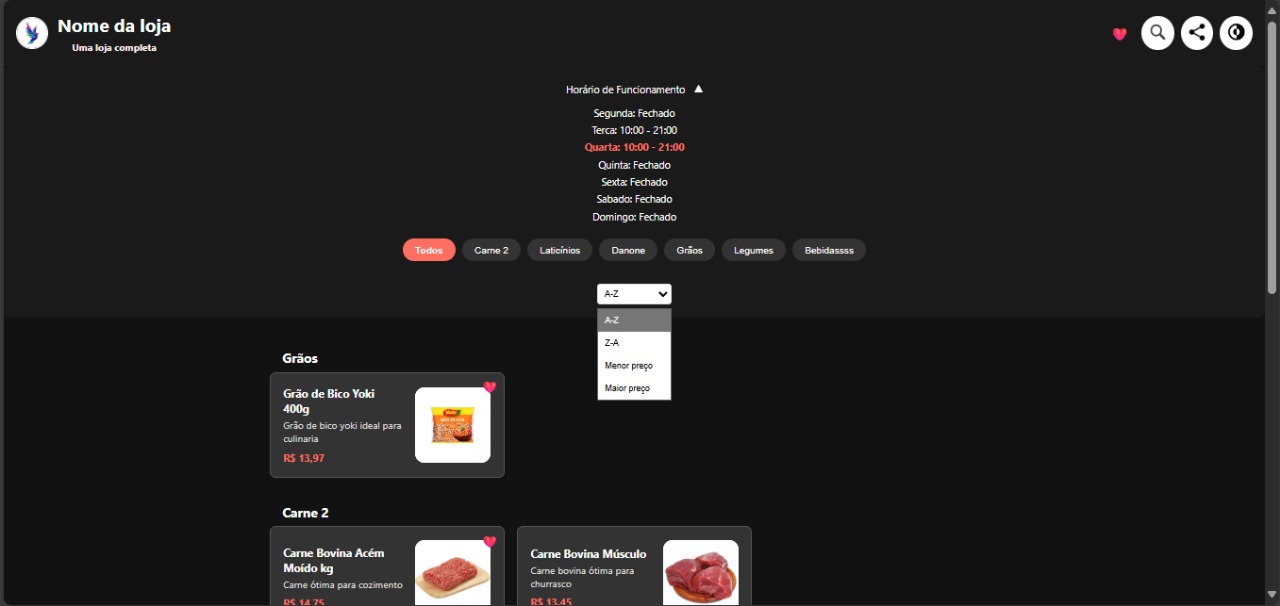 Nome da loja
Uma loja completa
Horário de Funcionamento ▲
Segunda: Fechado
Terca: 10:00 - 21:00
Quarta: 10:00 - 21:00
Quinta: Fechado
Sexta: Fechado
Sabado: Fechado
Domingo: Fechado
Todos Carne 2 Laticínios Danone Grãos Legumes Bebidassss
A-Z
A-Z
Z-A
Menor preço
Maior preço
Grãos
Grão de Bico Yoki
400g
Grão de bico yoki ideal para
culinaria
R$ 13,97
Carne 2
Carne Bovina Acém
Moído kg
Carne ótima para cozimento
R$ 14,75
Carne Bovina Músculo
Carne bovina ótima para
churrasco
R$ 13,45